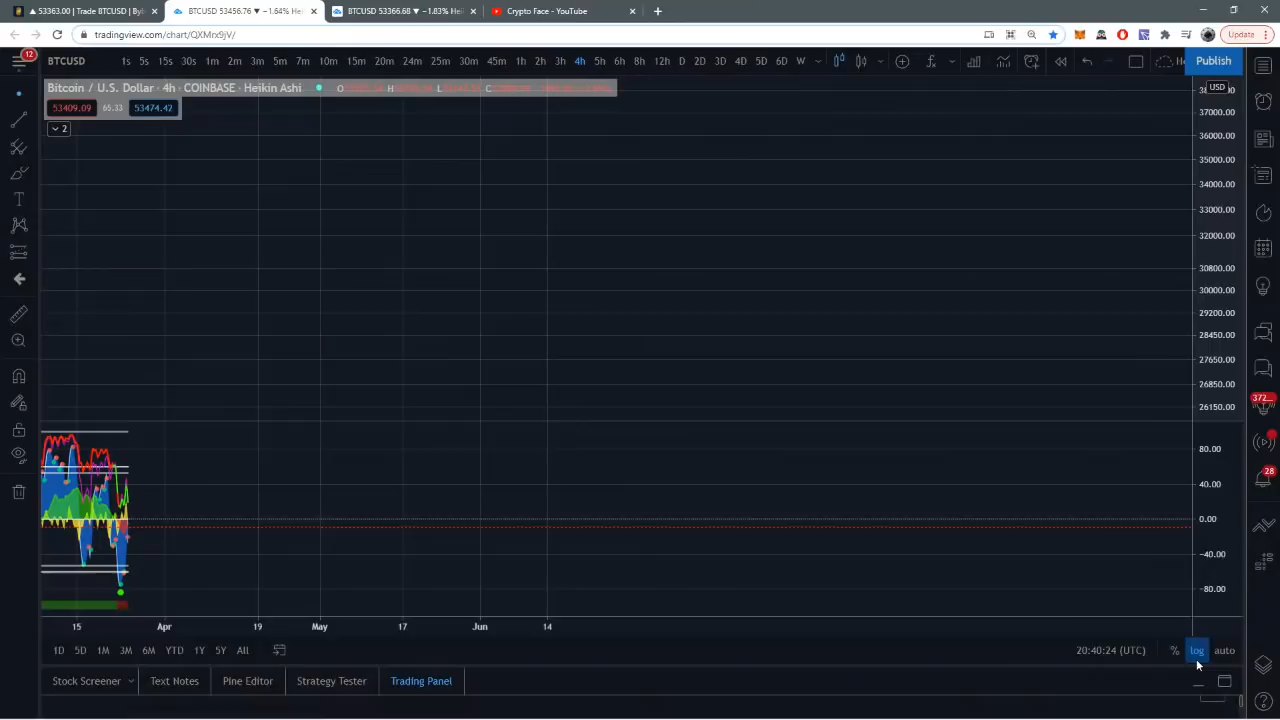 ▲ 53363.00 | Trade BTCUSD | Byb
BTCUSD 53456.76 ▼ −1.64% Hei
BTCUSD 53366.68 ▼ −1.83% Hei
Crypto Face - YouTube
tradingview.com/chart/QXMrx9jV/
Update
12
BTCUSD
1s 5s 15s 30s 1m 2m 3m 5m 7m 10m 15m 20m 24m 25m 30m 45m 1h 2h 3h 4h 5h 6h 8h 12h D 2D 3D 4D 5D 6D W
Publish
Bitcoin / U.S. Dollar · 4h · COINBASE · Heikin Ashi
O H L C
USD
53409.09 65.33 53474.42
2
37000.00
36000.00
35000.00
34000.00
33000.00
32000.00
30800.00
30000.00
29200.00
28450.00
27650.00
26850.00
26150.00
80.00
40.00
0.00
−40.00
−80.00
372...
28
15 Apr 19 May 17 Jun 14
1D 5D 1M 3M 6M YTD 1Y 5Y All
20:40:24 (UTC) % log auto
Stock Screener Text Notes Pine Editor Strategy Tester Trading Panel